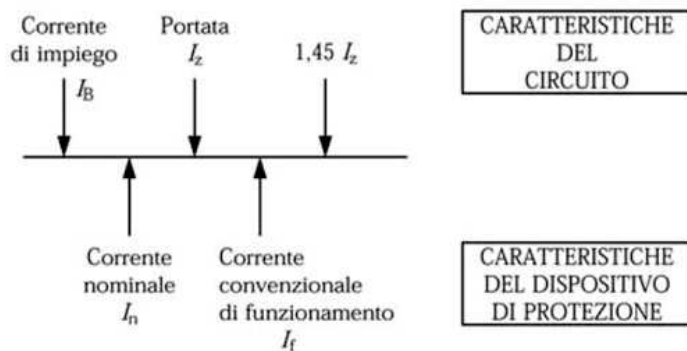 Corrente
di impiego
I_B
Portata
I_z
1,45 I_z
CARATTERISTICHE
DEL
CIRCUITO
Corrente
nominale
I_n
Corrente
convenzionale
di funzionamento
I_f
CARATTERISTICHE
DEL DISPOSITIVO
DI PROTEZIONE